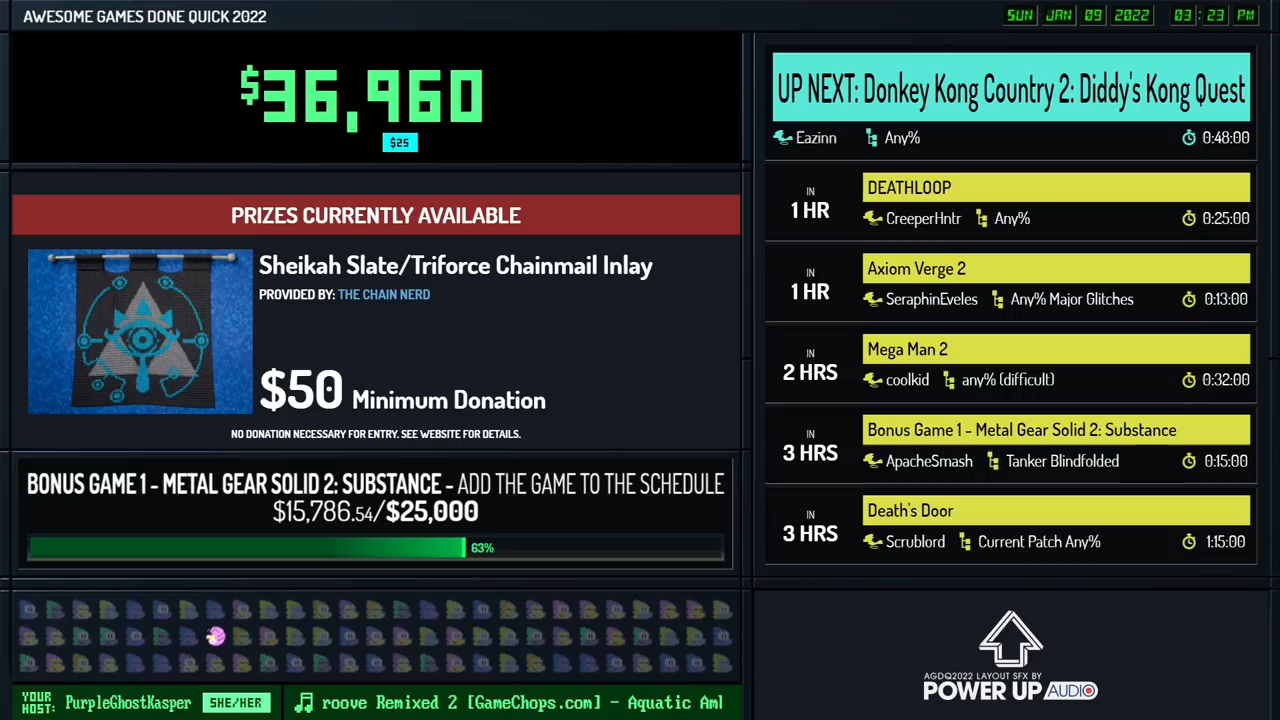 AWESOME GAMES DONE QUICK 2022
SUN JAN 09 2022 03:23 PM
$36,960
$25
PRIZES CURRENTLY AVAILABLE
Sheikah Slate/Triforce Chainmail Inlay
PROVIDED BY: THE CHAIN NERD
$50 Minimum Donation
NO DONATION NECESSARY FOR ENTRY. SEE WEBSITE FOR DETAILS.
BONUS GAME 1 - METAL GEAR SOLID 2: SUBSTANCE - ADD THE GAME TO THE SCHEDULE
$15,786.54/$25,000
63%
YOUR HOST: PurpleGhostKasper SHE/HER
roove Remixed 2 [GameChops.com] - Aquatic Aml
UP NEXT: Donkey Kong Country 2: Diddy's Kong Quest
Eazinn Any% 0:48:00
IN 1 HR
DEATHLOOP
CreeperHntr Any% 0:25:00
IN 1 HR
Axiom Verge 2
SeraphinEveles Any% Major Glitches 0:13:00
IN 2 HRS
Mega Man 2
coolkid any% (difficult) 0:32:00
IN 3 HRS
Bonus Game 1 - Metal Gear Solid 2: Substance
ApacheSmash Tanker Blindfolded 0:15:00
IN 3 HRS
Death's Door
Scrublord Current Patch Any% 1:15:00
AGDQ2022 LAYOUT SFX BY
POWER UP AUDIO